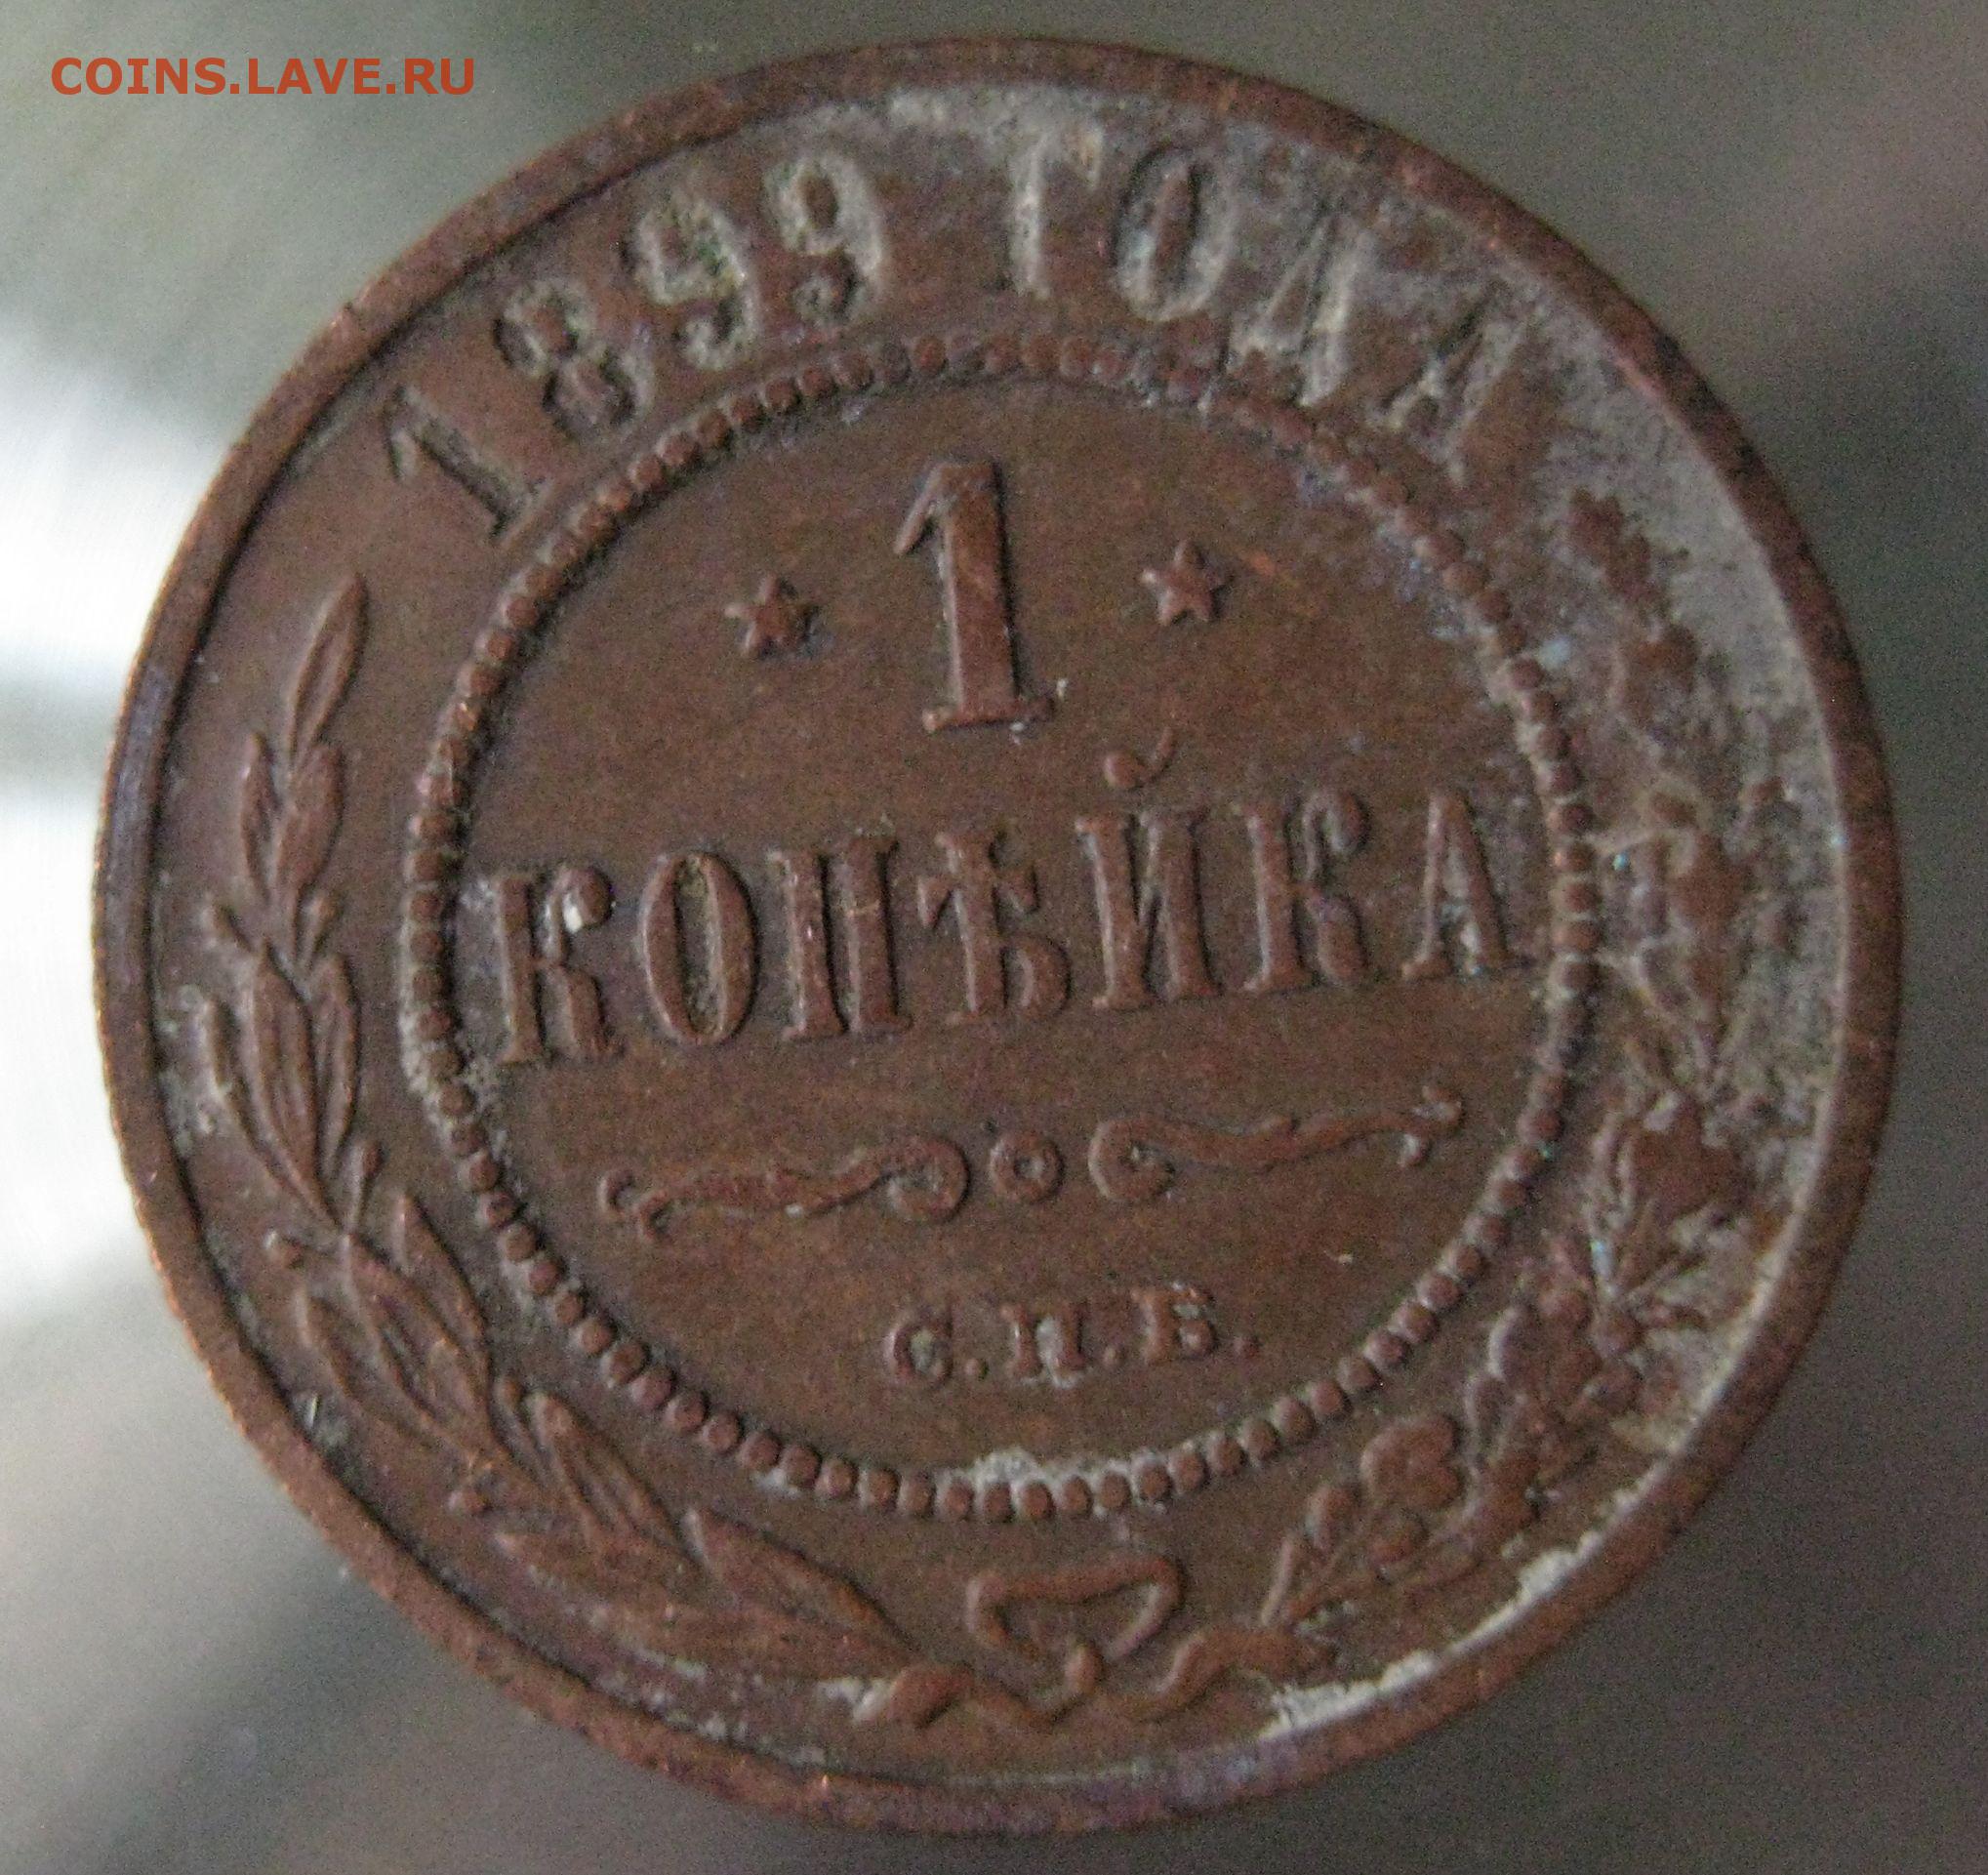 COINS.LAVE.RU
1899 ГОДА
1
КОПѢЙКА
С.П.Б.